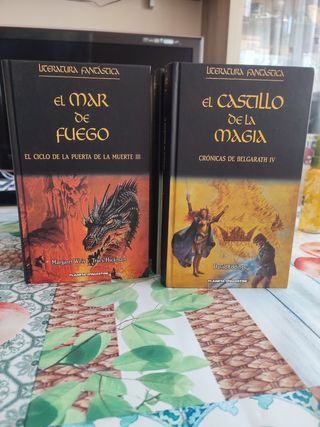 LITERATURA FANTÁSTICA
EL MAR
DE
FUEGO
EL CICLO DE LA PUERTA DE LA MUERTE III
Margaret Weis y Tracy Hickman
PLANETA DEAGOSTINI
LITERATURA FANTÁSTICA
EL CASTILLO
DE LA
MAGIA
CRÓNICAS DE BELGARATH IV
David
PLANETA DEAGOSTINI